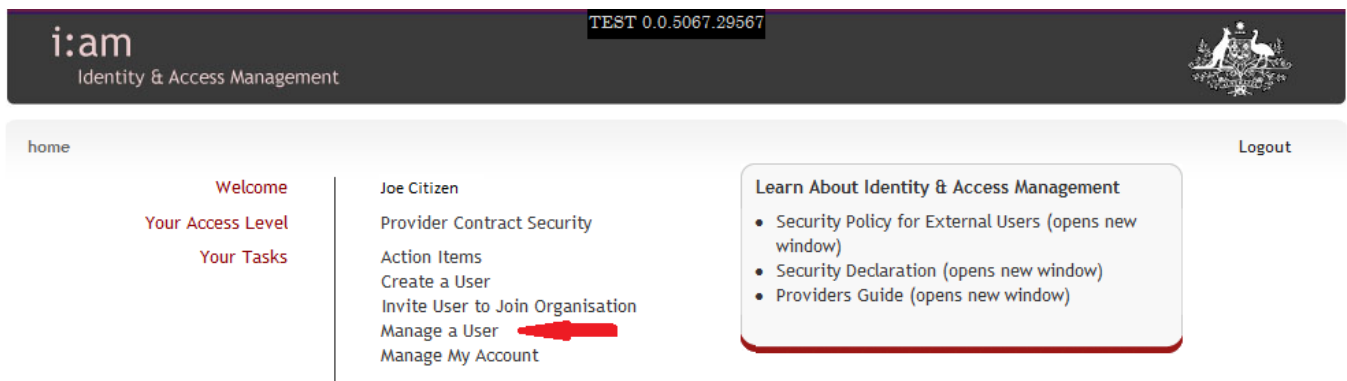 TEST 0.0.5067.29567
i:am
Identity & Access Management
home
Logout
Welcome
Joe Citizen
Your Access Level
Provider Contract Security
Your Tasks
Action Items
Create a User
Invite User to Join Organisation
Manage a User
Manage My Account
Learn About Identity & Access Management
• Security Policy for External Users (opens new
window)
• Security Declaration (opens new window)
• Providers Guide (opens new window)